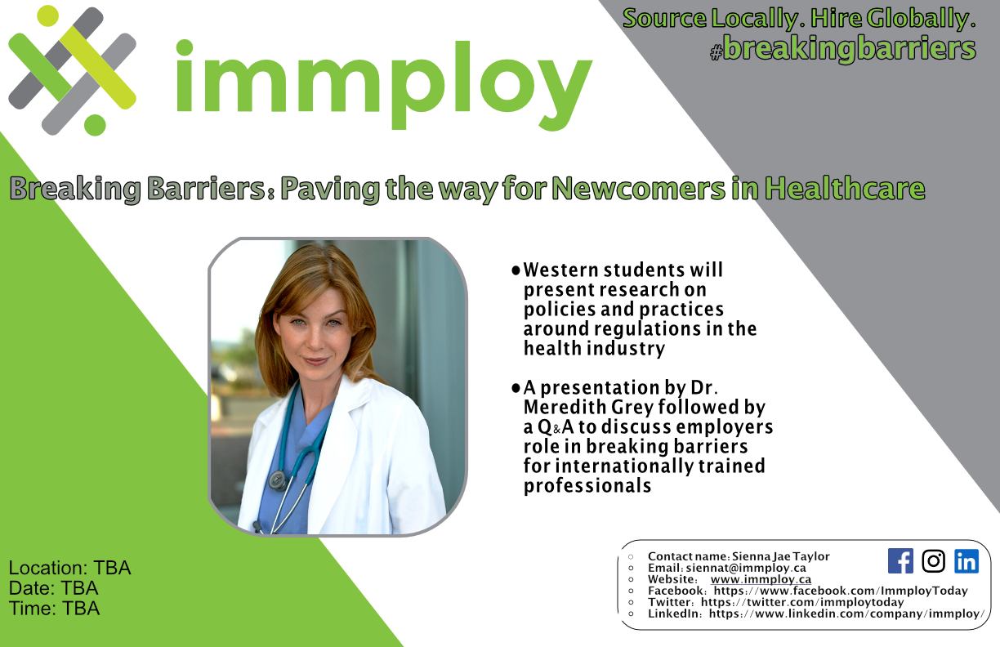 immploy
Source Locally. Hire Globally.
#breakingbarriers
Breaking Barriers: Paving the way for Newcomers in Healthcare
●Western students will
present research on
policies and practices
around regulations in the
health industry
●A presentation by Dr.
Meredith Grey followed by
a Q&A to discuss employers
role in breaking barriers
for internationally trained
professionals
Location: TBA
Date: TBA
Time: TBA
○ Contact name: Sienna Jae Taylor
○ Email: siennat@immploy.ca
○ Website: www.immploy.ca
○ Facebook: https://www.facebook.com/ImmployToday
○ Twitter: https://twitter.com/immploytoday
○ LinkedIn: https://www.linkedin.com/company/immploy/